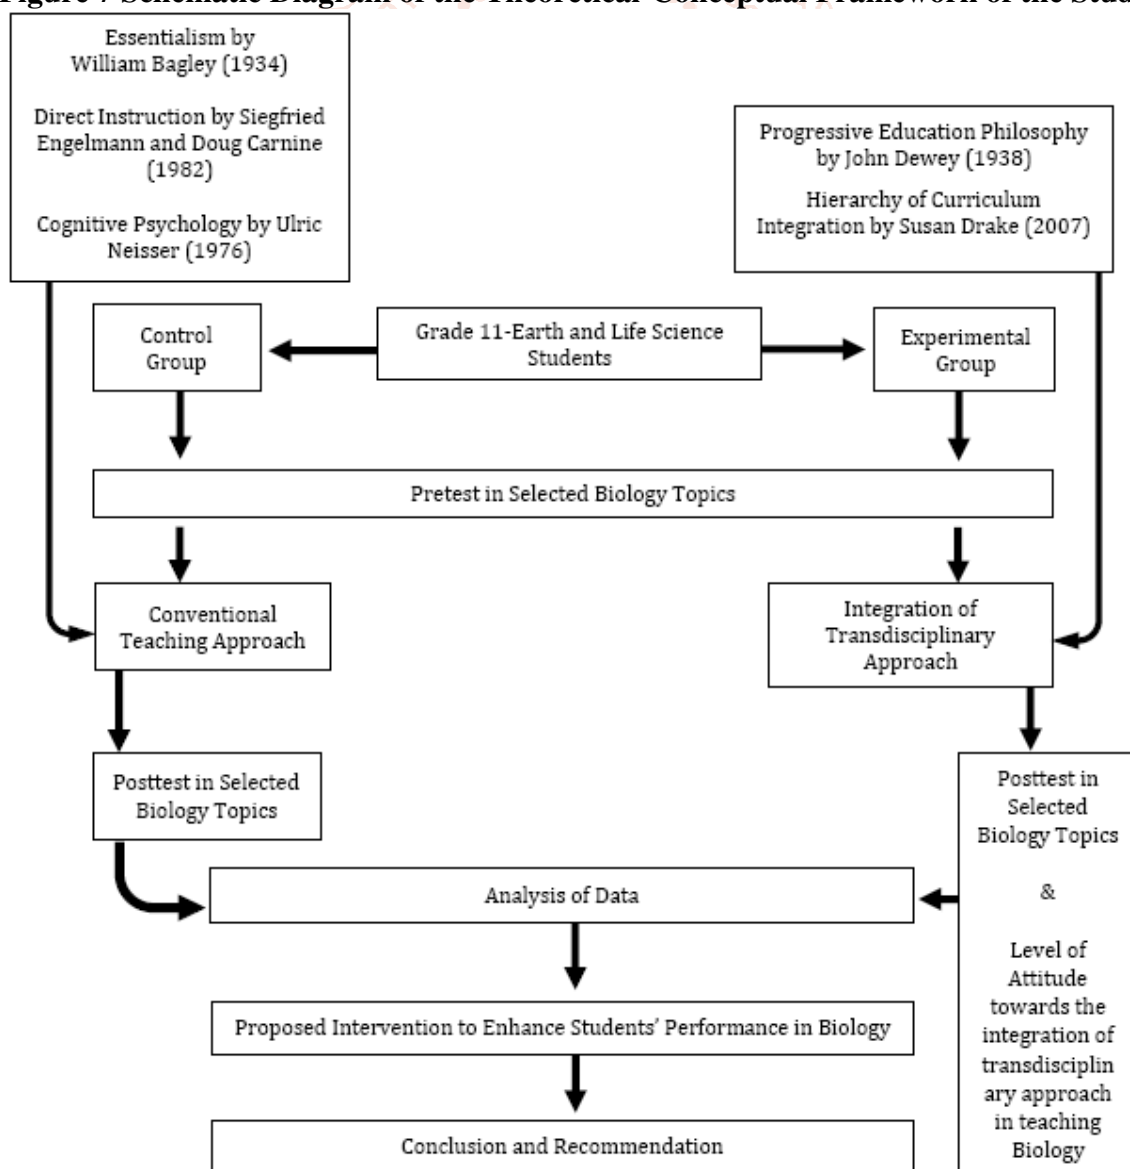 Figure 7 Schematic Diagram of the Theoretical-Conceptual Framework of the
Essentialism by
William Bagley (1934)
Direct Instruction by Siegfried
Engelmann and Doug Carnine
(1982)
Cognitive Psychology by Ulric
Neisser (1976)
Progressive Education Philosophy
by John Dewey (1938)
Hierarchy of Curriculum
Integration by Susan Drake (2007)
Control
Group
Grade 11-Earth and Life Science
Students
Experimental
Group
Pretest in Selected Biology Topics
Conventional
Teaching Approach
Integration of
Transdisciplinary
Approach
Posttest in Selected
Biology Topics
Posttest in
Selected
Biology Topics
&
Level of
Attitude
towards the
integration of
transdisciplin
ary approach
in teaching
Biology
Analysis of Data
Proposed Intervention to Enhance Students' Performance in Biology
Conclusion and Recommendation